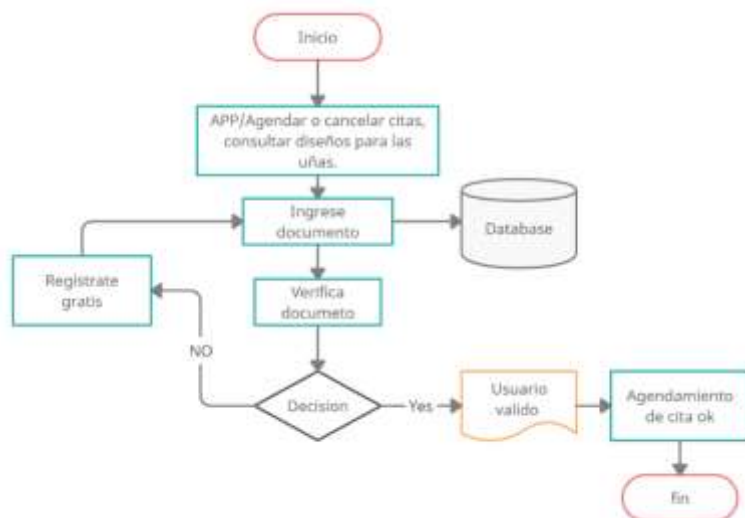 Inicio
APP/Agendar o cancelar citas,
consultar diseños para las
uñas.
Ingrese
documento
Database
Registrate
gratis
Verifica
documeto
NO
Decision
Yes
Usuario
valido
Agendamiento
de cita ok
fin